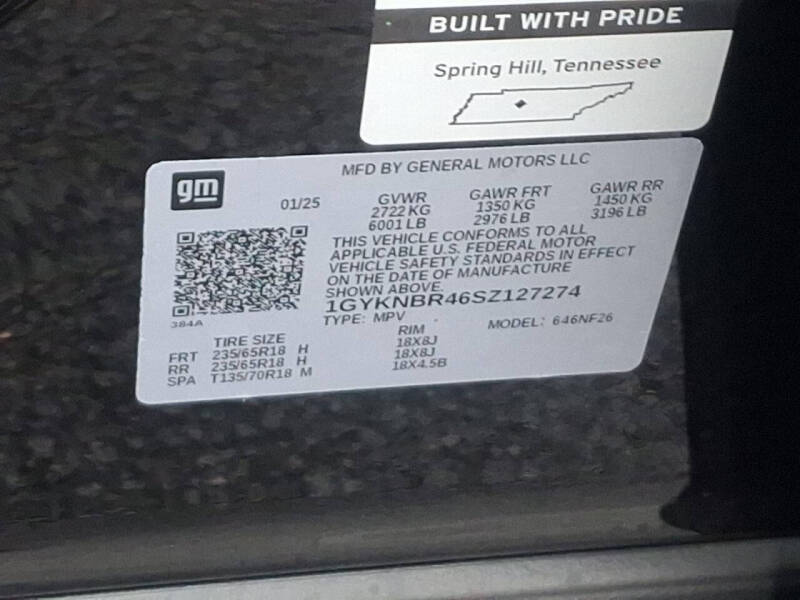 BUILT WITH PRIDE
Spring Hill, Tennessee
gm
MFD BY GENERAL MOTORS LLC
01/25
GVWR GAWR FRT GAWR RR
2722 KG 1350 KG 1450 KG
6001 LB 2976 LB 3196 LB
THIS VEHICLE CONFORMS TO ALL
APPLICABLE U.S. FEDERAL MOTOR
VEHICLE SAFETY STANDARDS IN EFFECT
ON THE DATE OF MANUFACTURE
SHOWN ABOVE.
1GYKNBR46SZ127274
384A
TYPE: MPV MODEL: 646NF26
TIRE SIZE RIM
FRT 235/65R18 H 18X8J
RR 235/65R18 H 18X8J
SPA T135/70R18 M 18X4.5B